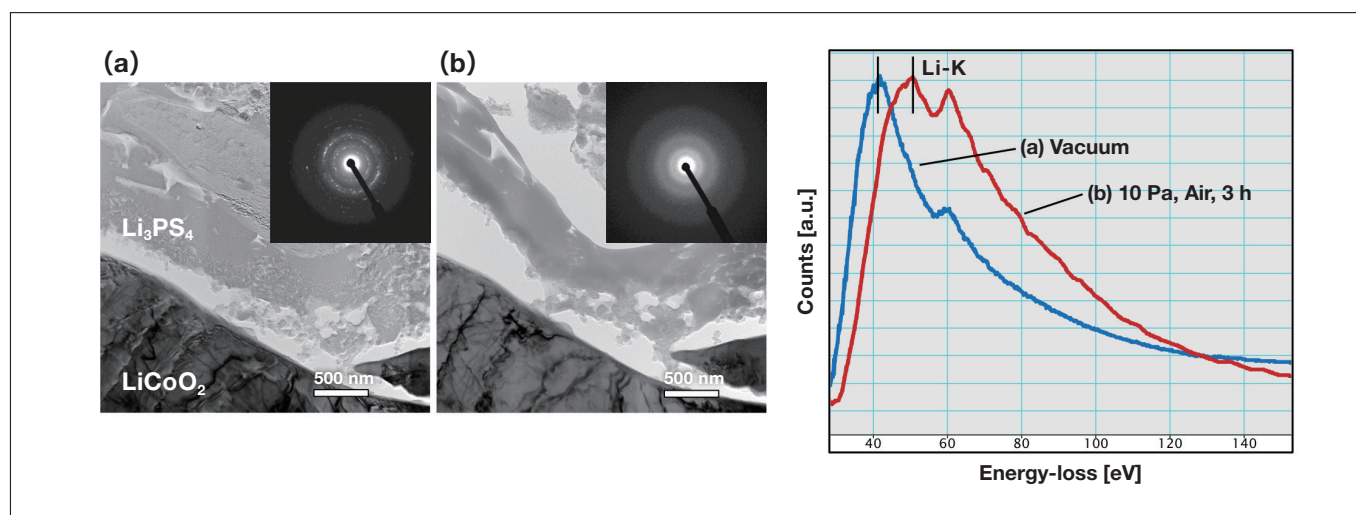 (a)
Li₃PS₄
LiCoO₂
500 nm
(b)
500 nm
Li-K
(a) Vacuum
(b) 10 Pa, Air, 3 h
Counts [a.u.]
40 60 80 100 120 140
Energy-loss [eV]